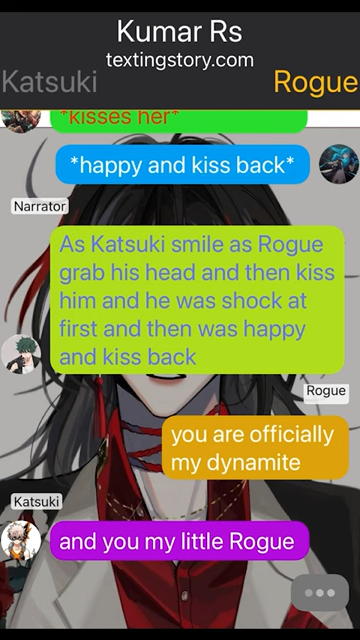 Kumar Rs
textingstory.com
Katsuki
Rogue
*kisses her*
*happy and kiss back*
Narrator
As Katsuki smile as Rogue
grab his head and then kiss
him and he was shock at
first and then was happy
and kiss back
Rogue
you are officially
my dynamite
Katsuki
and you my little Rogue